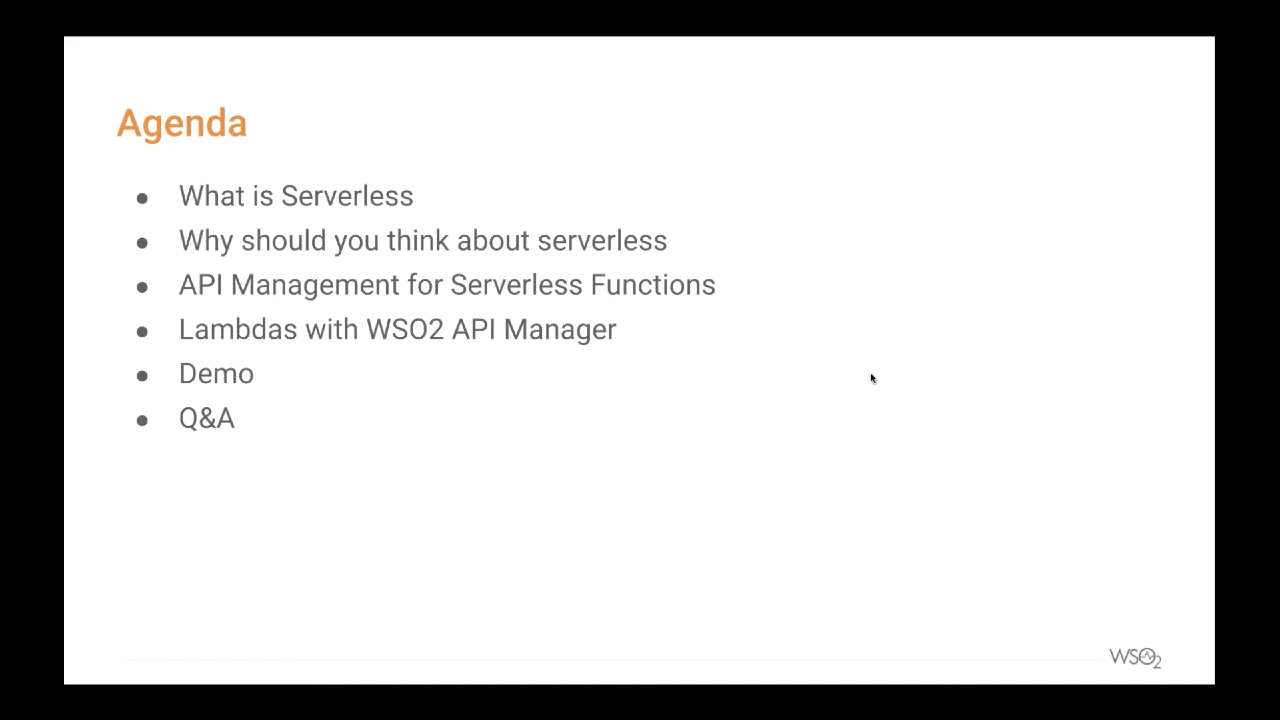 Agenda
● What is Serverless
● Why should you think about serverless
● API Management for Serverless Functions
● Lambdas with WSO2 API Manager
● Demo
● Q&A
WSO2